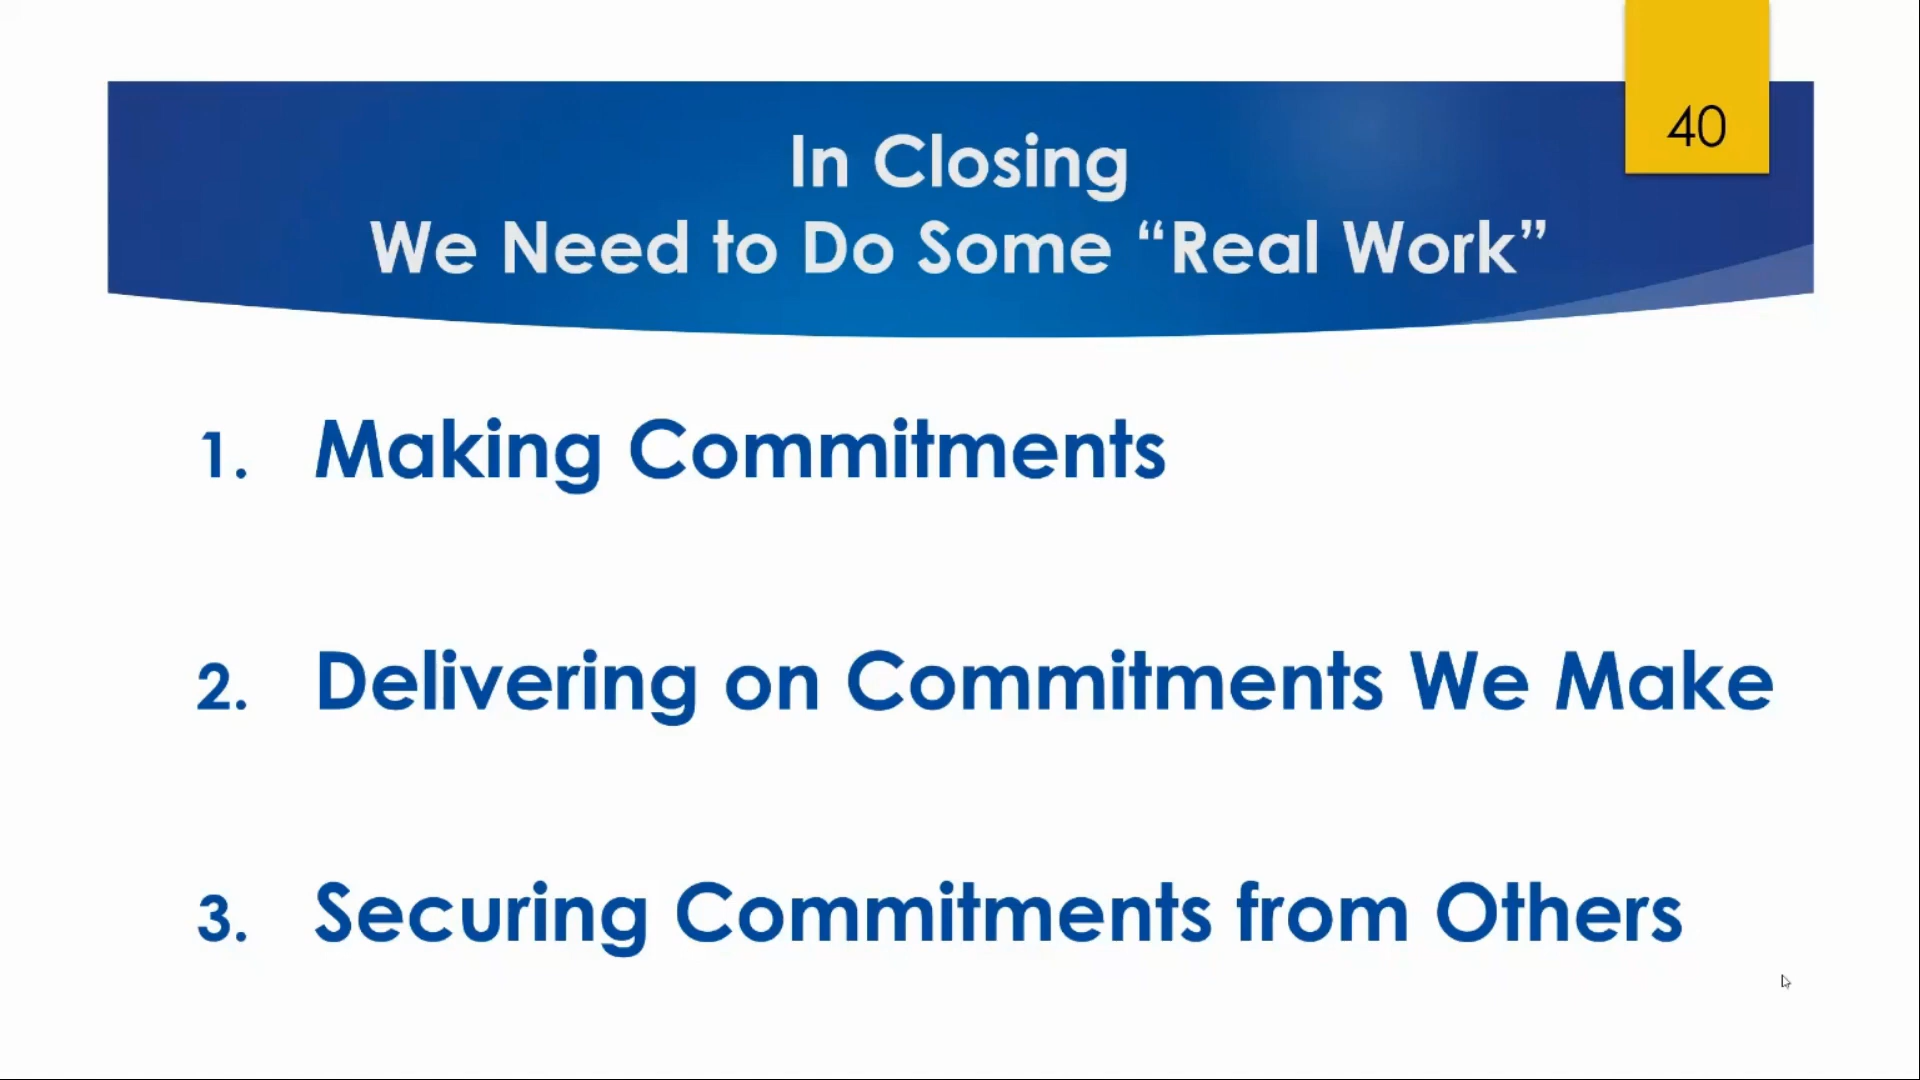 40
In Closing
We Need to Do Some “Real Work”
1. Making Commitments
2. Delivering on Commitments We Make
3. Securing Commitments from Others